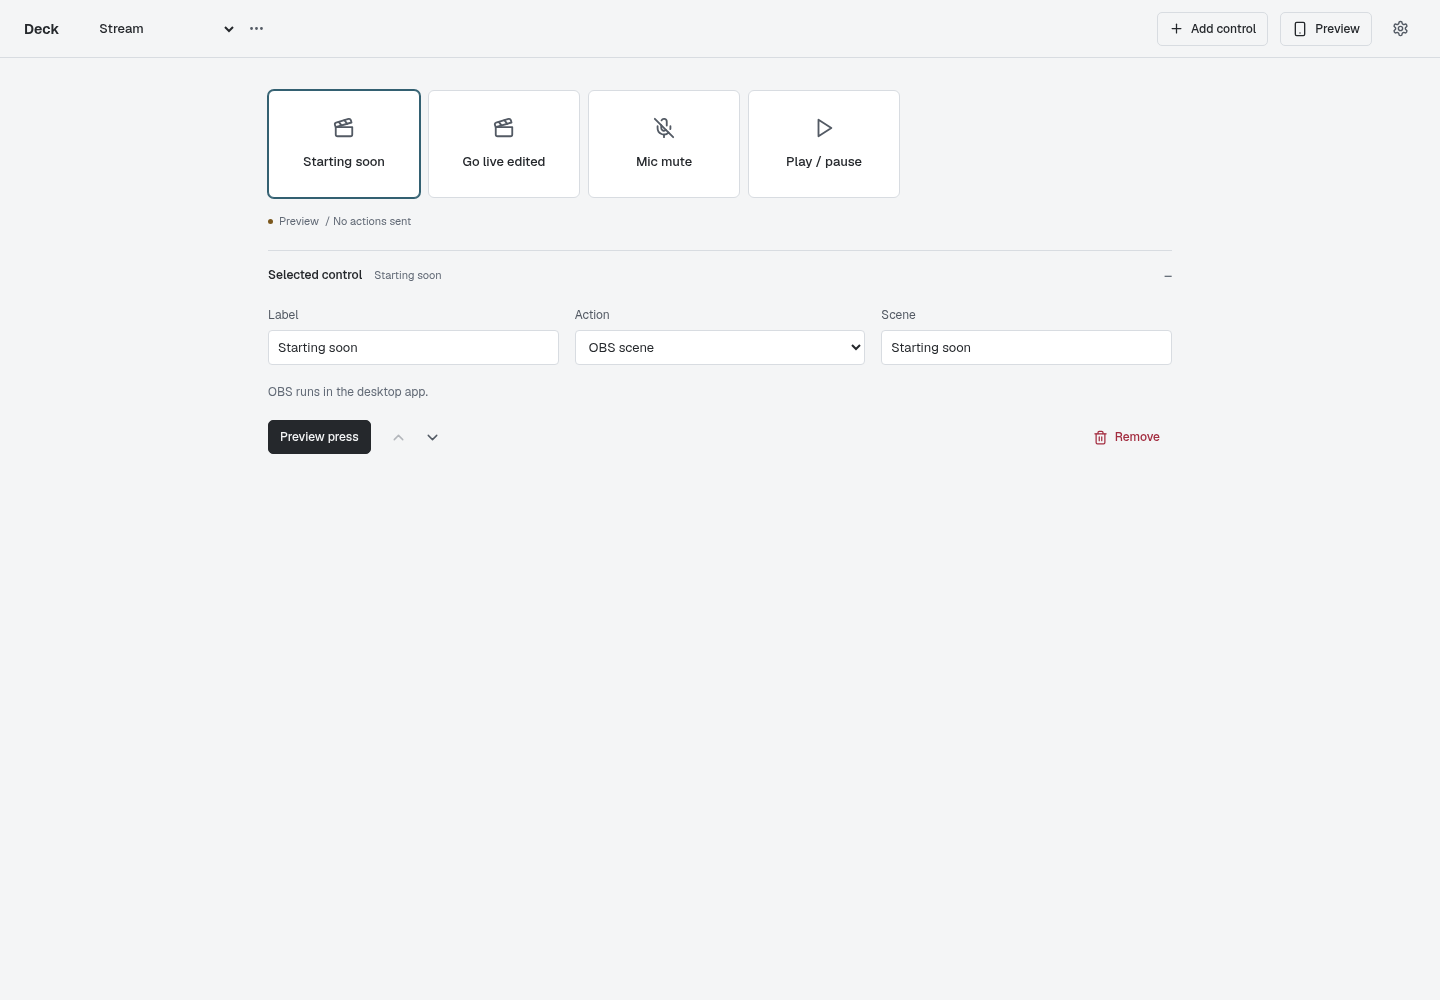 Deck
Stream
Add control
Preview
Starting soon
Go live edited
Mic mute
Play / pause
Preview / No actions sent
Selected control Starting soon
Label
Action
Scene
Starting soon
OBS scene
Starting soon
OBS runs in the desktop app.
Preview press
Remove